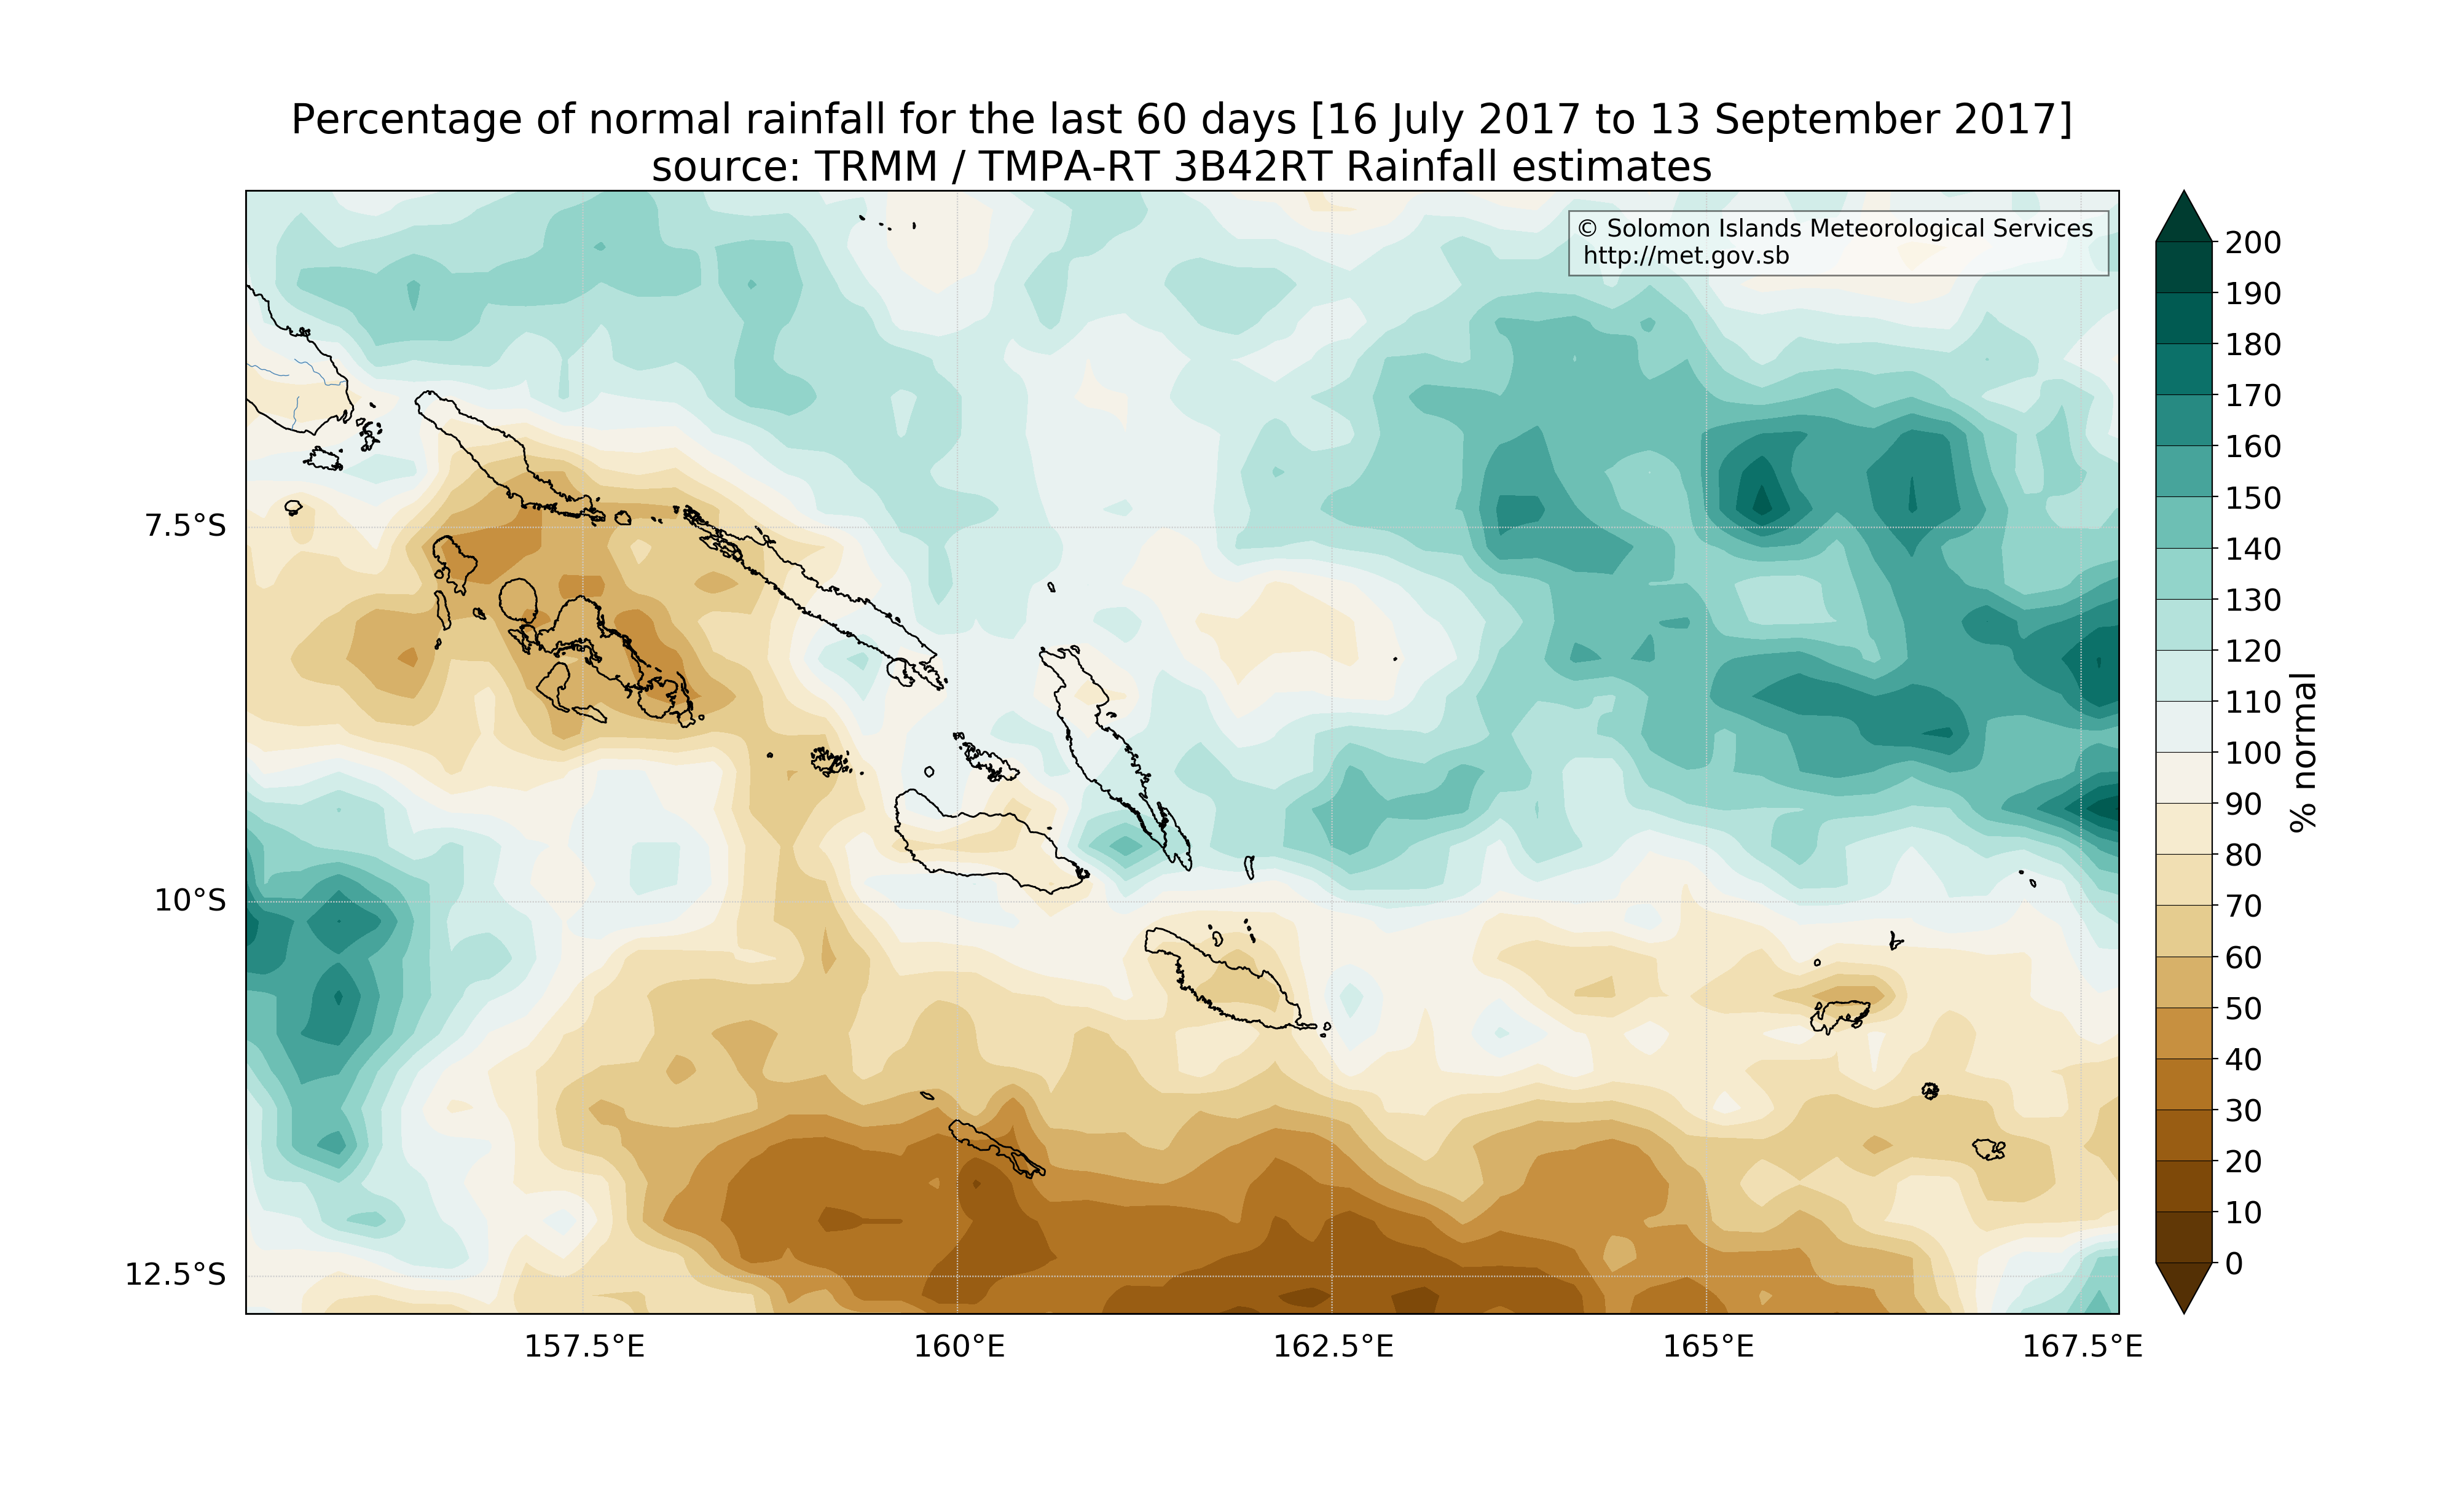 Percentage of normal rainfall for the last 60 days [16 July 2017 to 13 September 2017]
source: TRMM / TMPA-RT 3B42RT Rainfall estimates
© Solomon Islands Meteorological Services
http://met.gov.sb
7.5°S
10°S
12.5°S
157.5°E
160°E
162.5°E
165°E
167.5°E
200
190
180
170
160
150
140
130
120
110
100
90
80
70
60
50
40
30
20
10
0
% normal